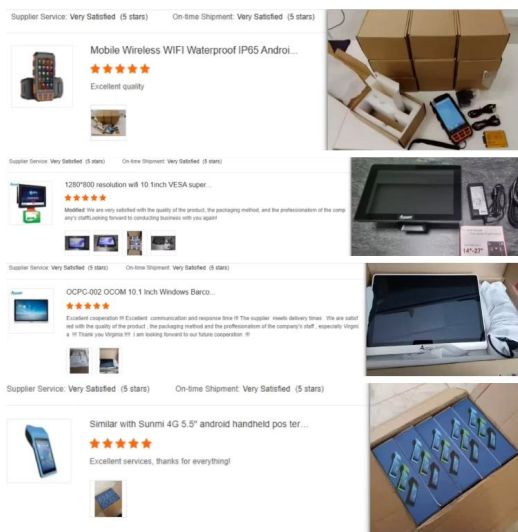 Supplier Service: Very Satisfied (5 stars) On-time Shipment: Very Satisfied (5 stars)
Mobile Wireless WIFI Waterproof IP65 Androi...
Excellent quality
Supplier Service: Very Satisfied (5 stars) On-time Shipment: Very Satisfied (5 stars)
1280*800 resolution wifi 10.1inch VESA super...
Modified: We are very satisfied with the quality of the product, the packaging method, and the professionatism of the comp
any's staff!Looking forward to conducting business with you again!
14"-27"
Supplier Service: Very Satisfied (5 stars) On-time Shipment: Very Satisfied (5 stars)
OCPC-002 OCOM 10.1 Inch Windows Barco...
Excellent cooperation !!! Excellent communication and response time !!! The supplier meets delivery times . We are satisf
ied with the quality of the product , the packaging method and the proffesionatism of the company's staff , especially Virgini
a !!! Thank you Virginia !!!! I am looking forward to our future cooperation !!!
Supplier Service: Very Satisfied (5 stars) On-time Shipment: Very Satisfied (5 stars)
Similar with Sunmi 4G 5.5" android handheld pos ter...
Excellent services, thanks for everything!